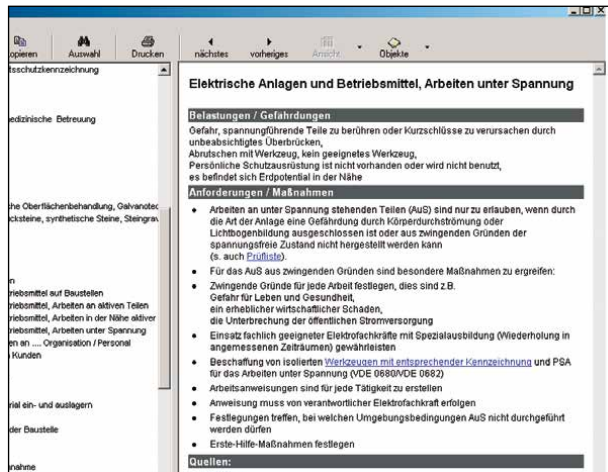 opieren Auswahl Drucken nächstes vorheriges Ansicht Objekte
tsschutzkennzeichnung
edizinische Betreuung
he Oberflächenbehandlung, Galvanotec
cksteine, synthetische Steine, Steingrav
n
riebsmittel auf Baustellen
riebsmittel, Arbeiten an aktiven Teilen
riebsmittel, Arbeiten in der Nähe aktiver
riebsmittel, Arbeiten unter Spannung
en an .... Organisation / Personal
Kunden
rial ein- und auslagern
der Baustelle
nahme
Elektrische Anlagen und Betriebsmittel, Arbeiten unter Spannung
Belastungen / Gefährdungen
Gefahr, spannungführende Teile zu berühren oder Kurzschlüsse zu verursachen durch
unbeabsichtigtes Überbrücken,
Abrutschen mit Werkzeug, kein geeignetes Werkzeug,
Persönliche Schutzausrüstung ist nicht vorhanden oder wird nicht benutzt,
es befindet sich Erdpotential in der Nähe
Anforderungen / Maßnahmen
• Arbeiten an unter Spannung stehenden Teilen (AuS) sind nur zu erlauben, wenn durch
die Art der Anlage eine Gefährdung durch Körperdurchströmung oder
Lichtbogenbildung ausgeschlossen ist oder aus zwingenden Gründen der
spannungsfreie Zustand nicht hergestellt werden kann
(s. auch Prüfliste).
• Für das AuS aus zwingenden Gründen sind besondere Maßnahmen zu ergreifen:
• Zwingende Gründe für jede Arbeit festlegen, dies sind z.B.
Gefahr für Leben und Gesundheit,
ein erheblicher wirtschaftlicher Schaden,
die Unterbrechung der öffentlichen Stromversorgung
• Einsatz fachlich geeigneter Elektrofachkräfte mit Spezialausbildung (Wiederholung in
angemessenen Zeiträumen) gewährleisten
• Beschaffung von isolierten Werkzeugen mit entsprechender Kennzeichnung und PSA
für das Arbeiten unter Spannung (VDE 0680/VDE 0682)
• Arbeitsanweisungen sind für jede Tätigkeit zu erstellen
• Anweisung muss von verantwortlicher Elektrofachkraft erfolgen
• Festlegungen treffen, bei welchen Umgebungsbedingungen AuS nicht durchgeführt
werden dürfen
• Erste-Hilfe-Maßnahmen festlegen
Quellen: